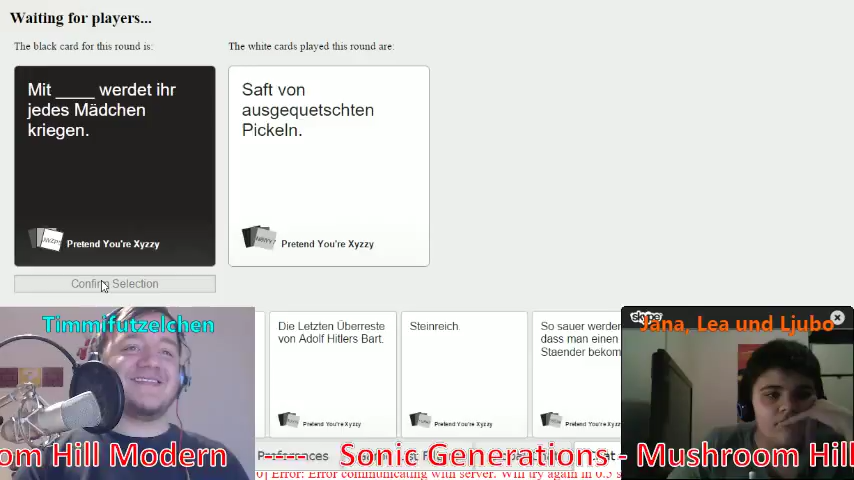 Waiting for players...
The black card for this round is:
The white cards played this round are:
Mit ____ werdet ihr
jedes Mädchen
kriegen.
Pretend You're Xyzzy
Saft von
ausgequetschten
Pickeln.
Pretend You're Xyzzy
Confirm Selection
Timmifutzelchen
Die Letzten Überreste
von Adolf Hitlers Bart.
Pretend You're Xyzzy
Steinreich.
Pretend You're Xyzzy
So sauer werden
dass man einen
Staender bekom
Pretend You're
skype
Jana, Lea und Ljubo
om Hill Modern ---- Sonic Generations - Mushroom Hill
Preferences
Error: Error communicating with server. Will try again in 0.5 s